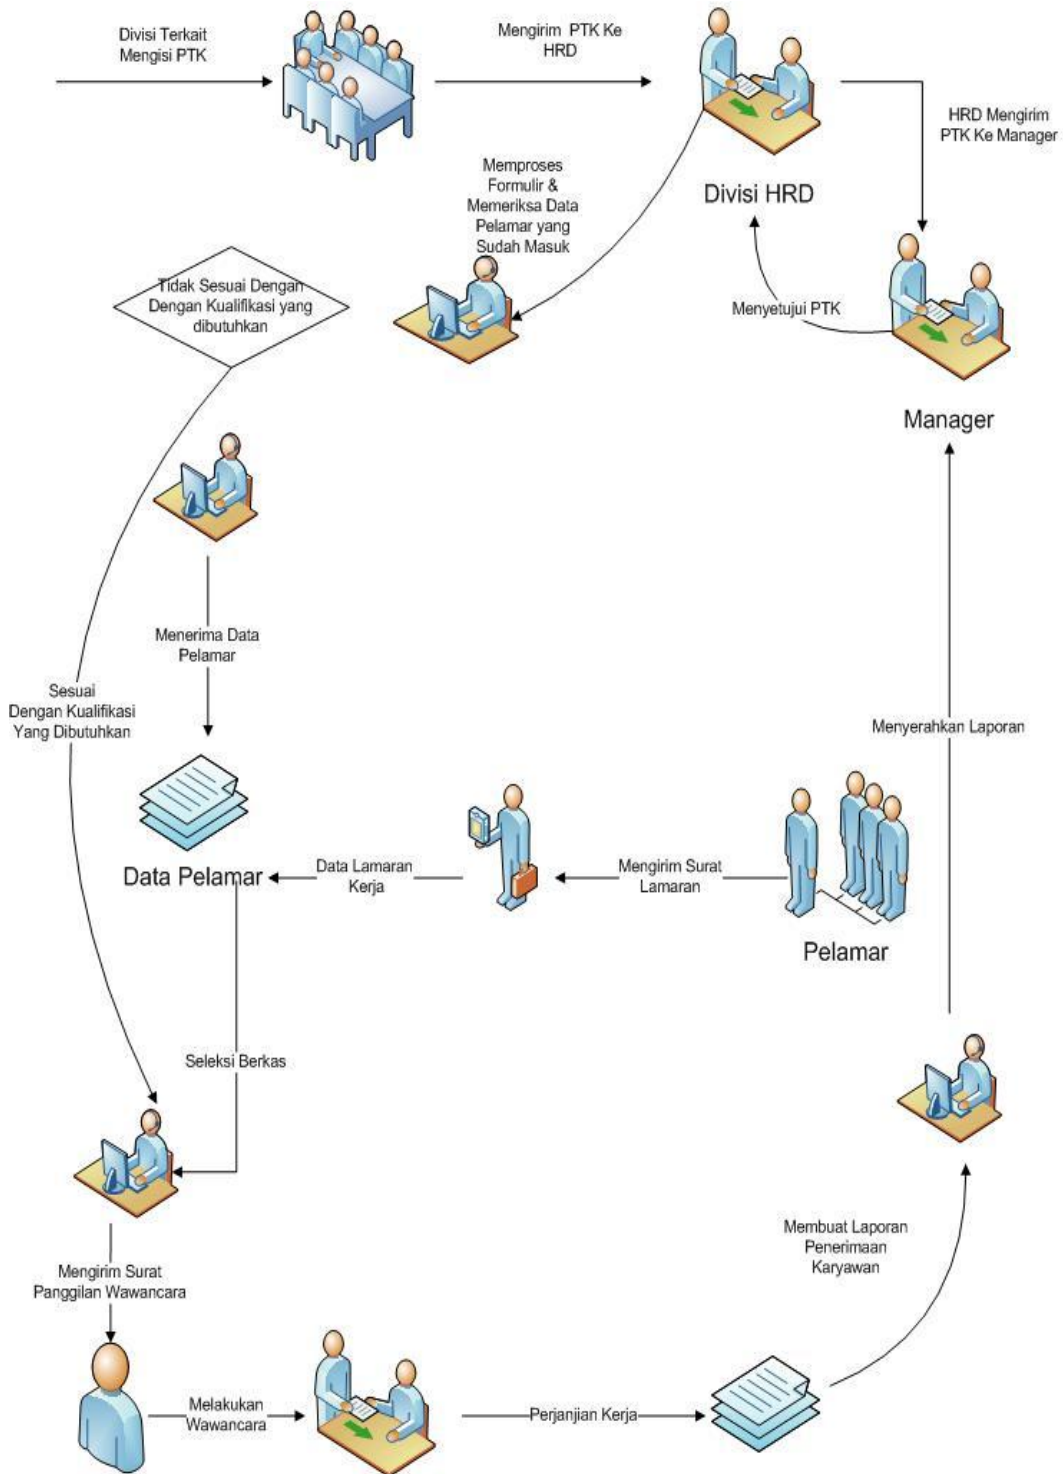 Divisi Terkait
Mengisi PTK
Mengirim PTK Ke
HRD
HRD Mengirim
PTK Ke Manager
Divisi HRD
Memproses
Formulir &
Memeriksa Data
Pelamar yang
Sudah Masuk
Tidak Sesuai Dengan
Dengan Kualifikasi yang
dibutuhkan
Menyetujui PTK
Manager
Menerima Data
Pelamar
Sesuai
Dengan Kualifikasi
Yang Dibutuhkan
Menyerahkan Laporan
Data Pelamar
Data Lamaran
Kerja
Mengirim Surat
Lamaran
Pelamar
Seleksi Berkas
Membuat Laporan
Penerimaan
Karyawan
Mengirim Surat
Panggilan Wawancara
Melakukan
Wawancara
Perjanjian Kerja